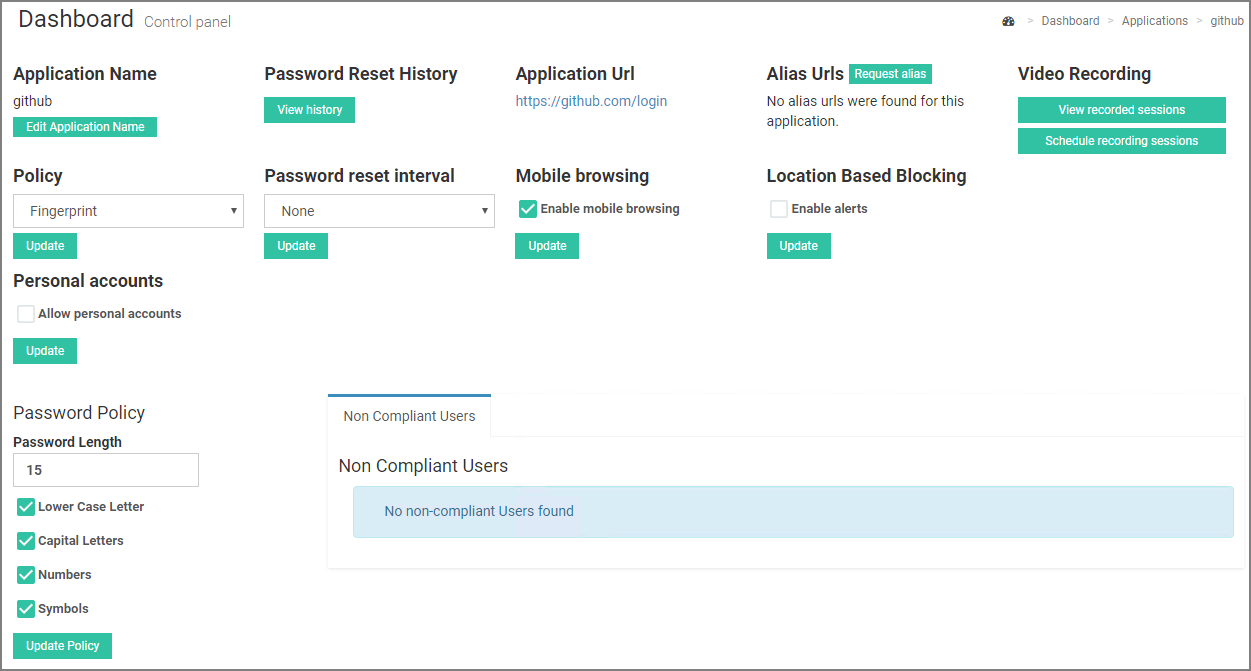 Dashboard Control panel
> Dashboard > Applications > github
Application Name
github
Edit Application Name
Password Reset History
View history
Application Url
https://github.com/login
Alias Urls Request alias
No alias urls were found for this
application.
Video Recording
View recorded sessions
Schedule recording sessions
Policy
Fingerprint
Update
Password reset interval
None
Update
Mobile browsing
Enable mobile browsing
Update
Location Based Blocking
Enable alerts
Update
Personal accounts
Allow personal accounts
Update
Password Policy
Password Length
15
Lower Case Letter
Capital Letters
Numbers
Symbols
Update Policy
Non Compliant Users
Non Compliant Users
No non-compliant Users found